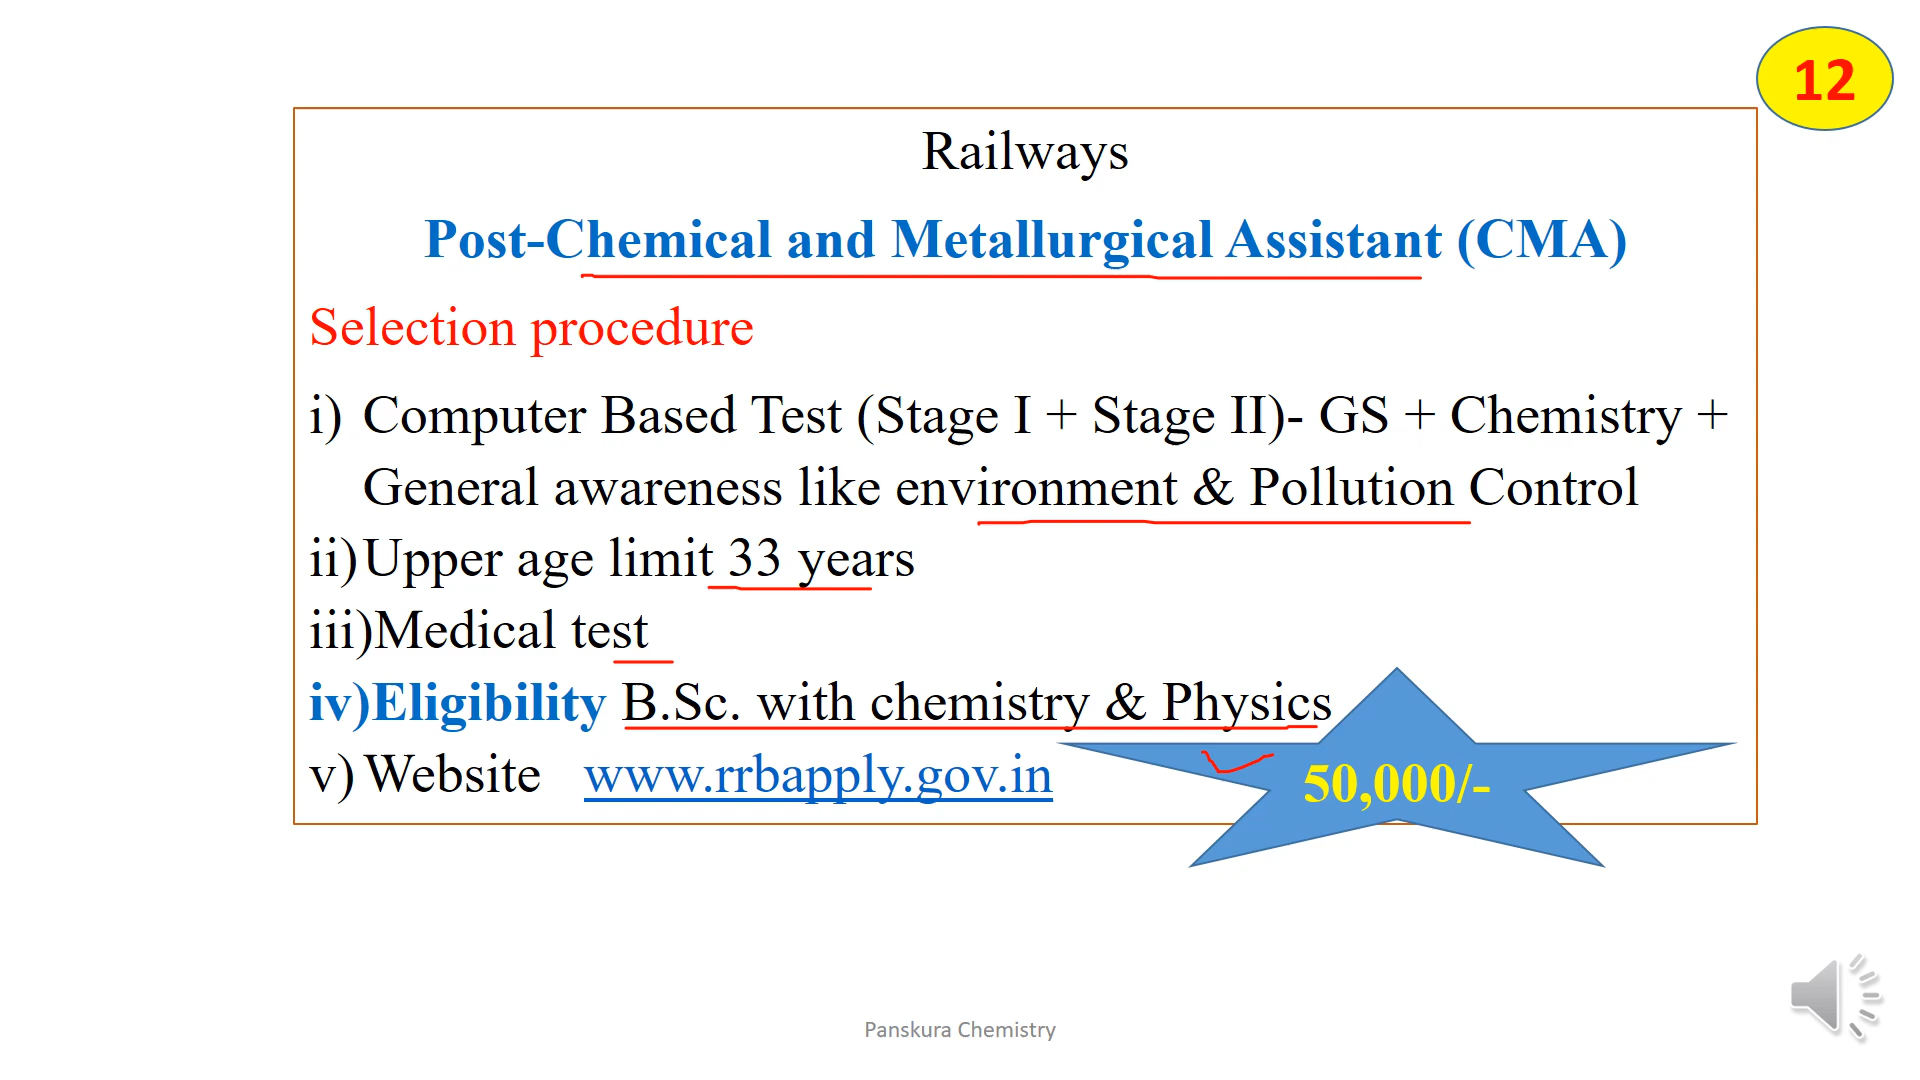 12
Railways
Post-Chemical and Metallurgical Assistant (CMA)
Selection procedure
i) Computer Based Test (Stage I + Stage II)- GS + Chemistry +
General awareness like environment & Pollution Control
ii) Upper age limit 33 years
iii)Medical test
iv)Eligibility B.Sc. with chemistry & Physics
v) Website www.rrbapply.gov.in
50,000/-
Panskura Chemistry